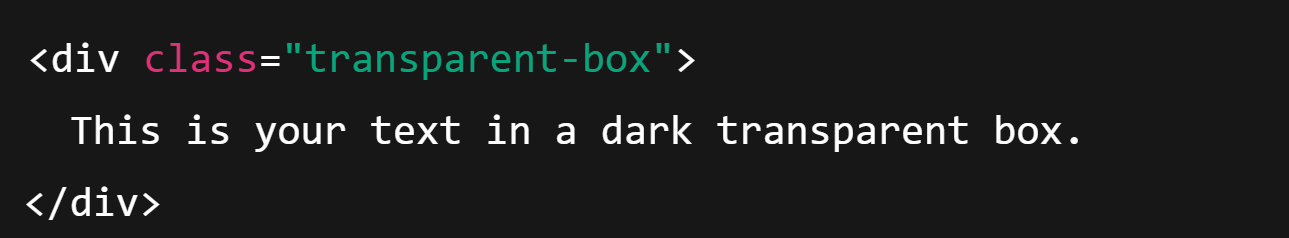 <div class="transparent-box">
  This is your text in a dark transparent box.
</div>